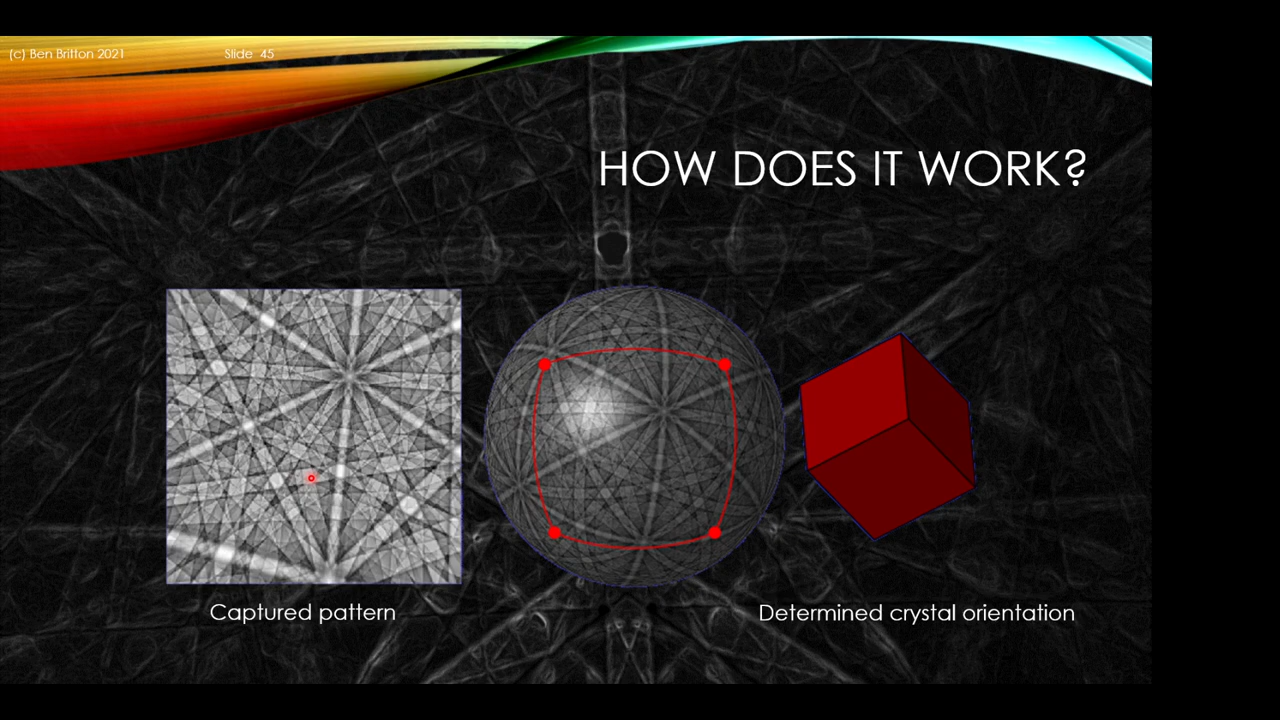 (c) Ben Britton 2021
Slide 45
HOW DOES IT WORK?
Captured pattern
Determined crystal orientation